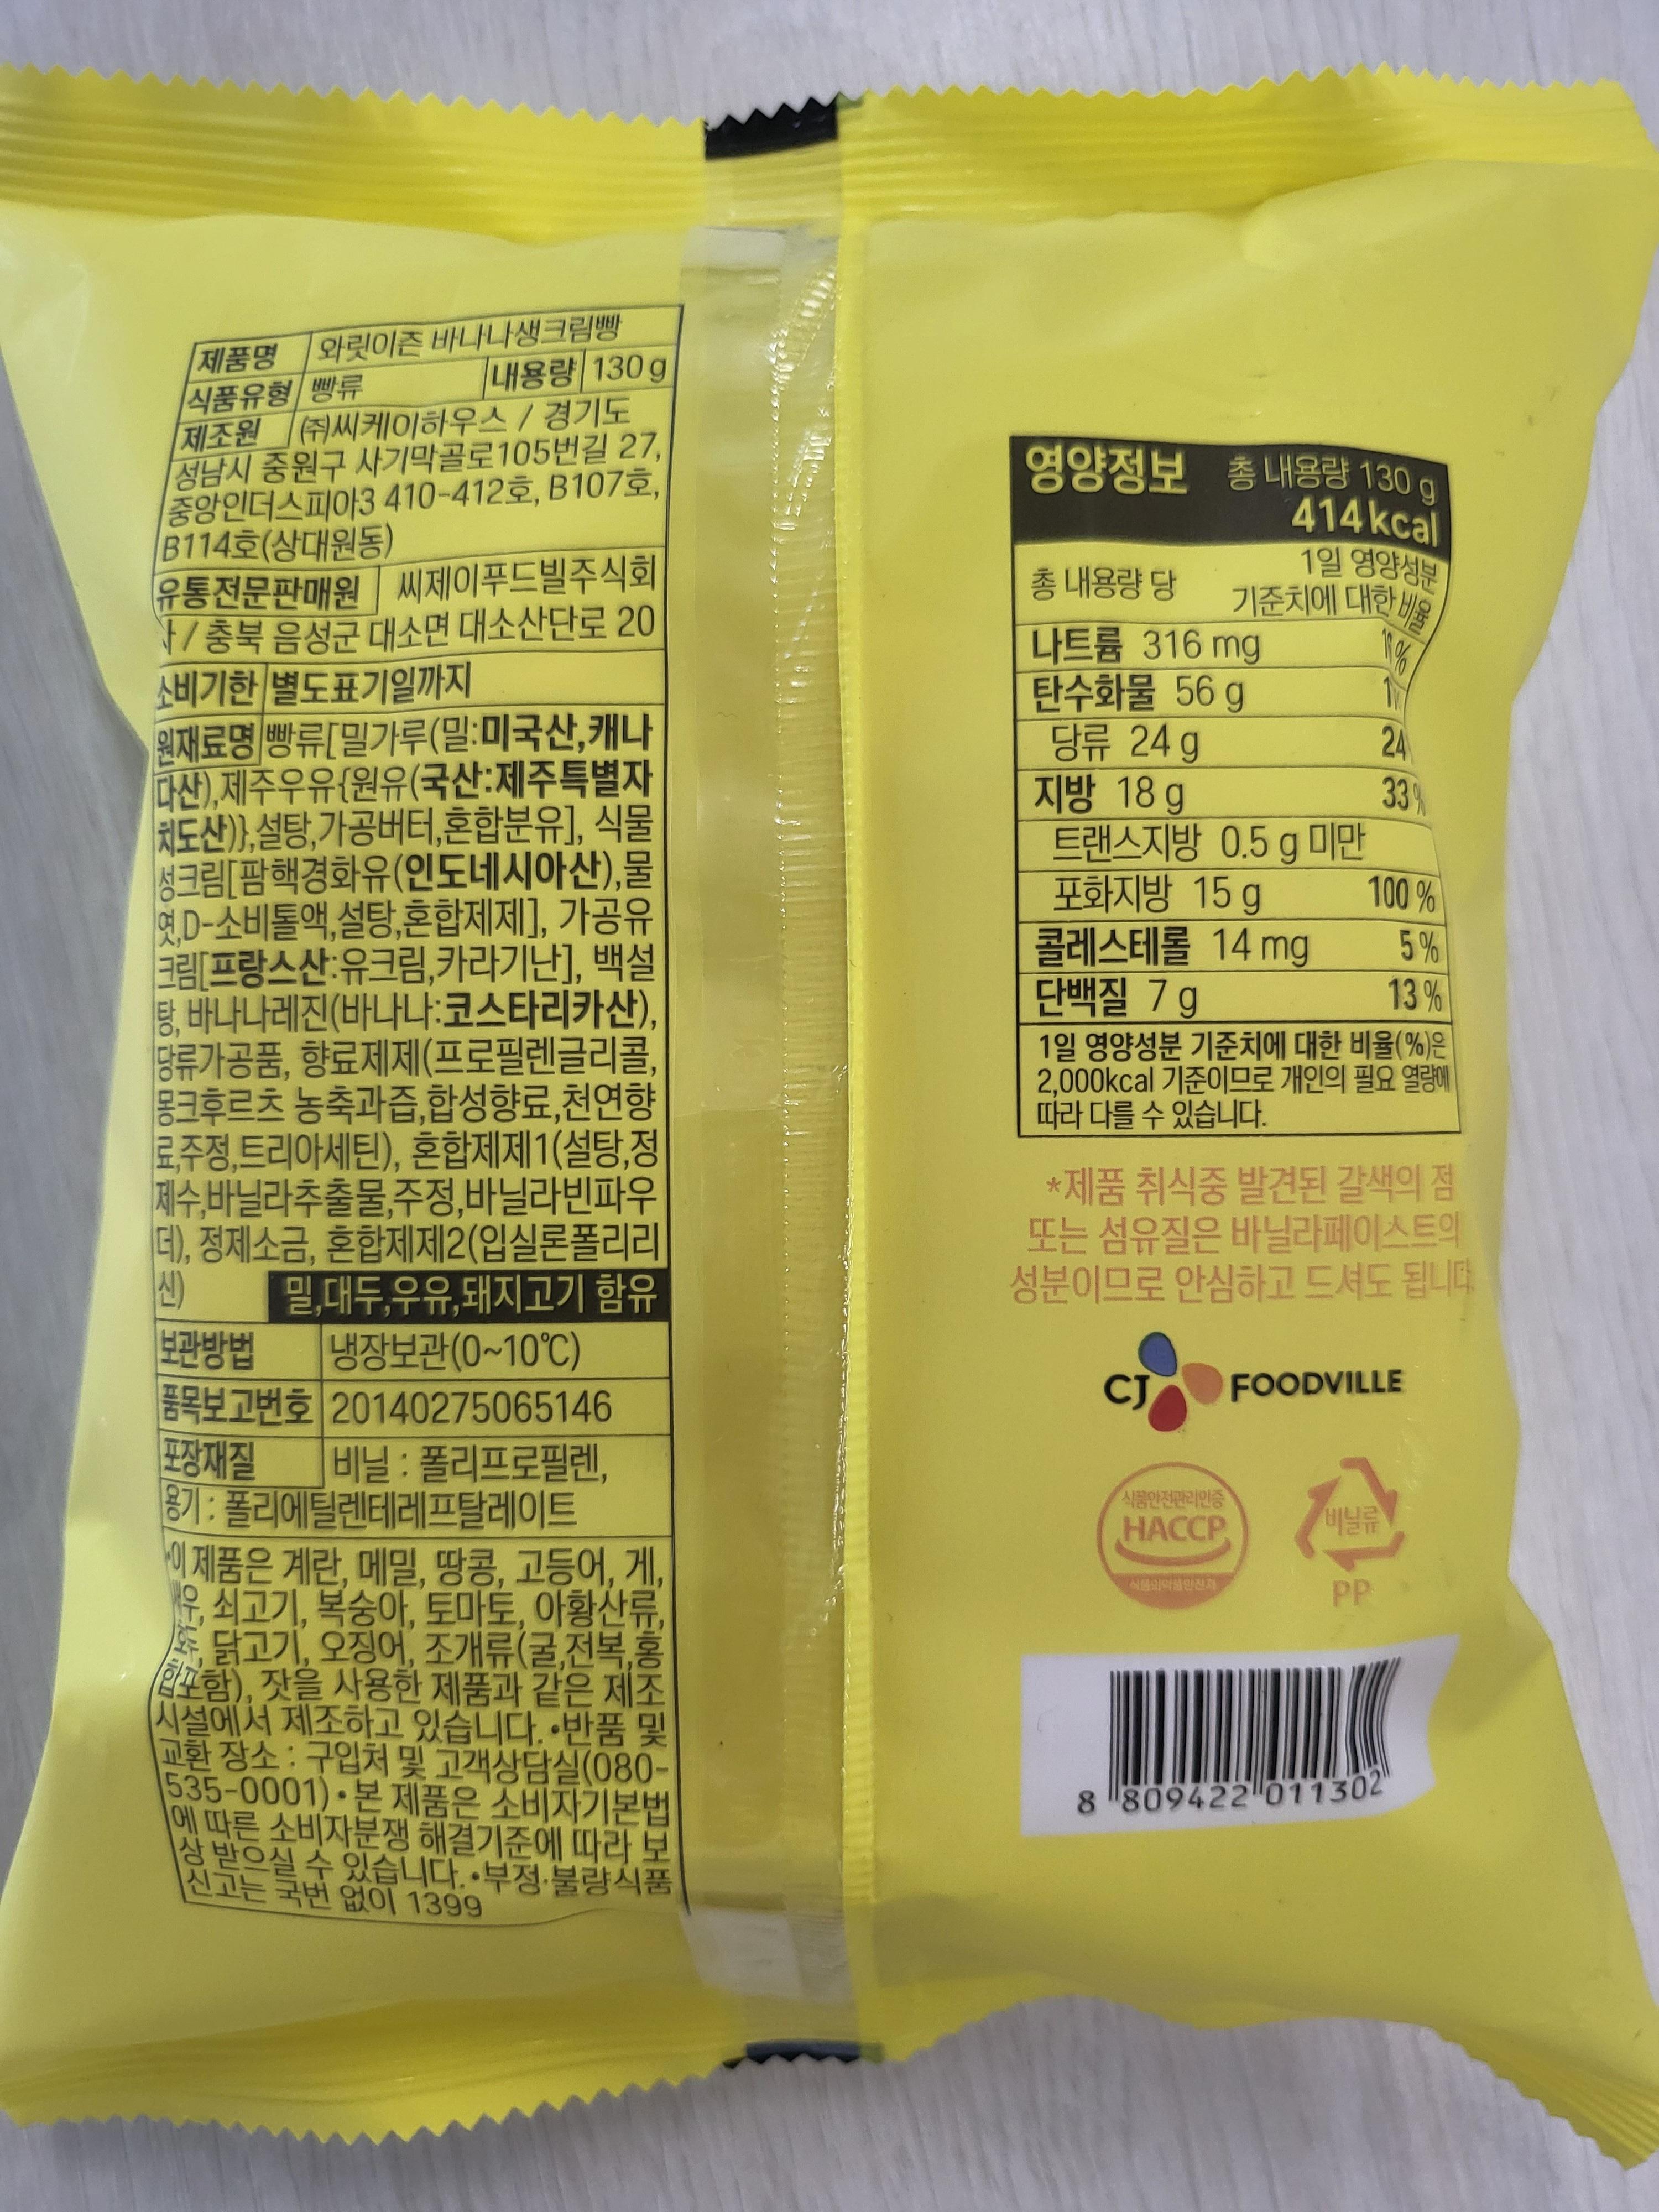 제품명 와릿이즌 바나나생크림빵
식품유형 빵류 내용량 130 g
제조원 (주)씨케이하우스 / 경기도
성남시 중원구 사기막골로105번길 27,
중앙인더스피아3 410-412호, B107호,
B114호(상대원동)
유통전문판매원 씨제이푸드빌주식회
사 / 충북 음성군 대소면 대소산단로 20
소비기한 별도표기일까지
원재료명 빵류[밀가루(밀:미국산,캐나
다산),제주우유{원유(국산:제주특별자
치도산)},설탕,가공버터,혼합분유], 식물
성크림[팜핵경화유(인도네시아산),물
엿,D-소비톨액,설탕,혼합제제], 가공유
크림[프랑스산:유크림,카라기난], 백설
탕, 바나나레진(바나나:코스타리카산),
당류가공품, 향료제제(프로필렌글리콜,
몽크후르츠 농축과즙,합성향료,천연향
료,주정,트리아세틴), 혼합제제1(설탕,정
제수,바닐라추출물,주정,바닐라빈파우
더), 정제소금, 혼합제제2(입실론폴리리
신) 밀,대두,우유,돼지고기 함유
보관방법 냉장보관(0~10℃)
품목보고번호 20140275065146
포장재질 비닐 : 폴리프로필렌,
용기 : 폴리에틸렌테레프탈레이트
•이 제품은 계란, 메밀, 땅콩, 고등어, 게,
새우, 쇠고기, 복숭아, 토마토, 아황산류,
호두, 닭고기, 오징어, 조개류(굴,전복,홍
합포함), 잣을 사용한 제품과 같은 제조
시설에서 제조하고 있습니다. •반품 및
교환 장소 : 구입처 및 고객상담실(080-
535-0001) •본 제품은 소비자기본법
에 따른 소비자분쟁 해결기준에 따라 보
상 받으실 수 있습니다. •부정·불량식품
신고는 국번 없이 1399
영양정보 총 내용량 130 g
414 kcal
총 내용량 당 1일 영양성분
기준치에 대한 비율
나트륨 316 mg
탄수화물 56 g
당류 24 g 24
지방 18 g 33 %
트랜스지방 0.5 g 미만
포화지방 15 g 100 %
콜레스테롤 14 mg 5 %
단백질 7 g 13 %
1일 영양성분 기준치에 대한 비율(%)은
2,000kcal 기준이므로 개인의 필요 열량에
따라 다를 수 있습니다.
*제품 취식중 발견된 갈색의 점
또는 섬유질은 바닐라페이스트의
성분이므로 안심하고 드셔도 됩니다.
CJ FOODVILLE
식품안전관리인증
HACCP
식품의약품안전처
비닐류
PP
8 809422 011302